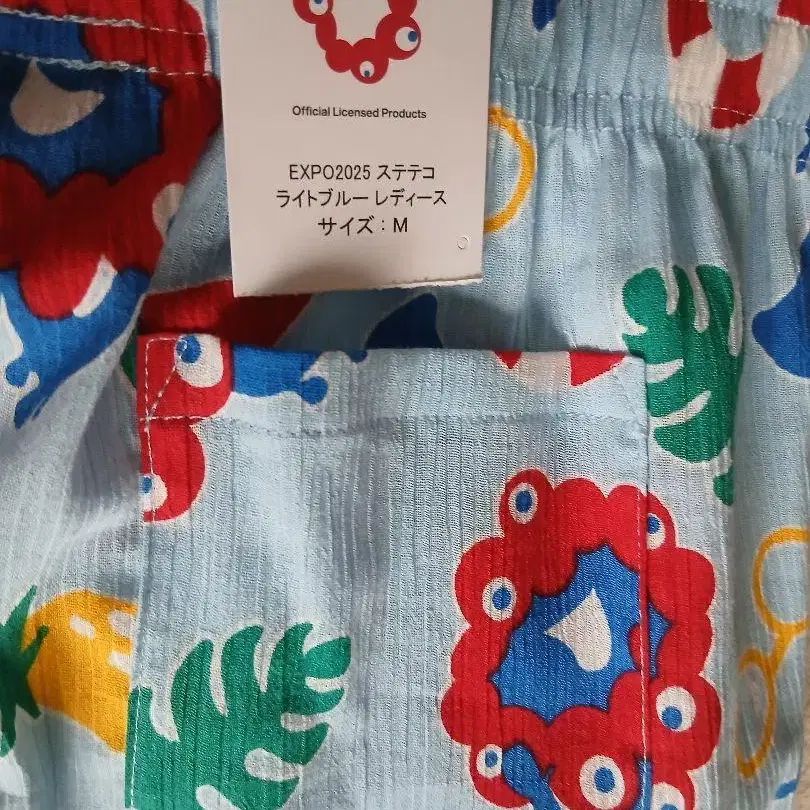 Official Licensed Products
EXPO2025 ステテコ
ライトブルー レディース
サイズ：M